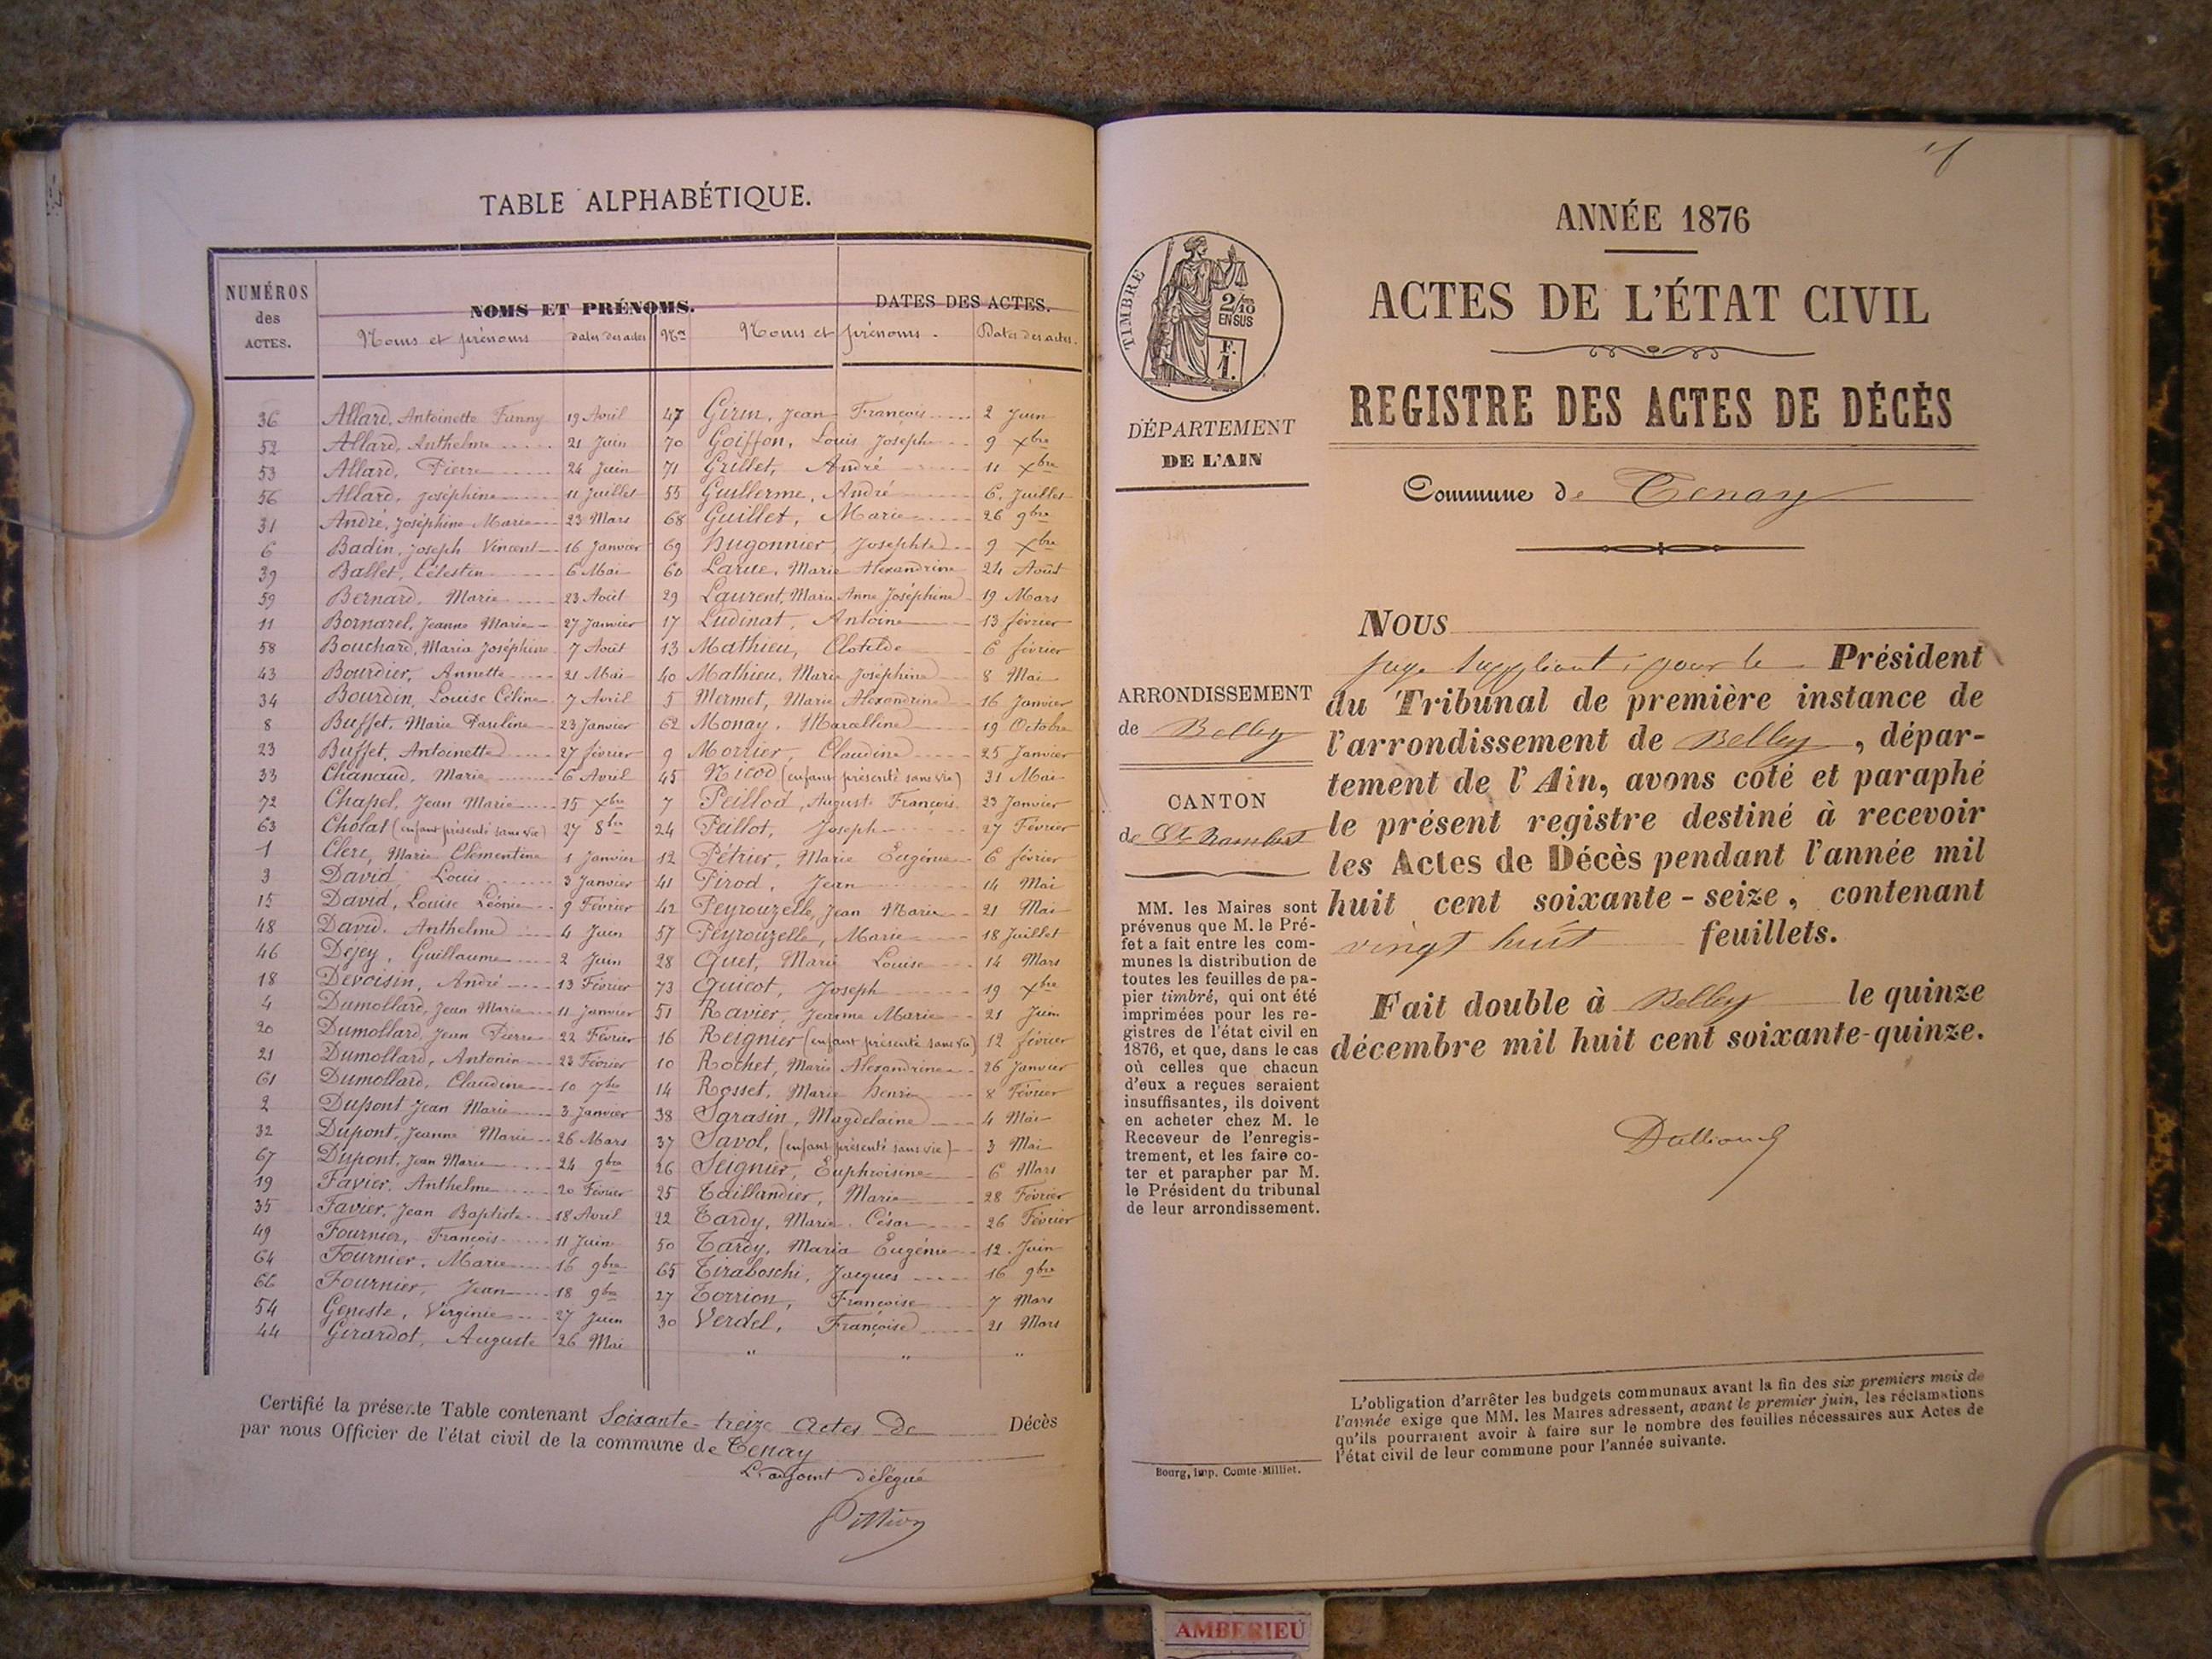 TABLE ALPHABÉTIQUE.
NUMÉROS des ACTES.
NOMS ET PRÉNOMS. DATES DES ACTES.
Noms et prénoms Dates des actes Nos Noms et prénoms. Dates des actes.
36 Allard, Antoinette Fanny 19 Avril 47 Girin, Jean François 2 Juin
52 Allard, Anthelme 21 Juin 70 Goiffon, Louis Joseph 9 Xbre
53 Allard, Pierre 24 Juin 71 Grillet, André 11 Xbre
56 Allard, Joséphine 11 Juillet 55 Guillerme, André 6 Juillet
31 André, Joséphine Marie 23 Mars 68 Guillet, Marie 26 9bre
6 Badin, Joseph Vincent 16 Janvier 69 Hugonnier, Josephte 9 Xbre
39 Ballet, Célestin 6 Mai 60 Larue, Marie Alexandrine 24 Août
59 Bernard, Marie 23 Août 29 Laurent, Marie Anne Joséphine 19 Mars
11 Bornarel, Jeanne Marie 27 Janvier 17 Ludinat, Antoine 13 février
58 Bouchard, Maria Joséphine 7 Août 13 Mathieu, Clotilde 6 février
43 Bourdier, Annette 21 Mai 40 Mathieu, Marie Joséphine 8 Mai
34 Bourdin, Louise Céline 7 Avril 5 Mermet, Marie Alexandrine 16 Janvier
8 Buffet, Marie Pauline 23 Janvier 62 Monay, Marcelline 19 Octobre
23 Buffet, Antoinette 27 février 9 Morrier, Claudine 25 Janvier
33 Chanaud, Marie 6 Avril 45 Nicod (enfant présenté sans vie) 31 Mai
72 Chapel, Jean Marie 15 Xbre 7 Peillod, Auguste François 23 Janvier
63 Cholat (enfant présenté sans vie) 27 8bre 24 Peillot, Joseph 27 Février
1 Clerc, Marie Clémentine 1 Janvier 12 Pétrier, Marie Eugénie 6 février
3 David, Louis 3 Janvier 41 Pirod, Jean 14 Mai
15 David, Louise Léonie 9 Février 42 Peyrouzelle, Jean Marie 21 Mai
48 David, Anthelme 4 Juin 57 Peyrouzelle, Marie 18 Juillet
46 Dejey, Guillaume 2 Juin 28 Quet, Marie Louise 14 Mars
18 Devoisin, André 13 Février 73 Quicot, Joseph 19 Xbre
4 Dumollard, Jean Marie 11 Janvier 51 Ravier, Jeanne Marie 21 Juin
20 Dumollard, Jean Pierre 22 Février 16 Reignier (enfant présenté sans vie) 12 février
21 Dumollard, Antonin 23 Février 10 Rochet, Marie Alexandrine 26 Janvier
61 Dumollard, Claudine 10 7bre 14 Rosset, Marie Henri 8 Février
2 Dupont Jean Marie 3 Janvier 38 Sarasin, Magdelaine 4 Mai
32 Dupont, Jeanne Marie 26 Mars 37 Savol, (enfant présenté sans vie) 3 Mai
67 Dupont, Jean Marie 24 9bre 26 Seignier, Euphroisine 6 Mars
19 Favier, Anthelme 20 Février 25 Taillandier, Marie 28 Février
35 Favier, Jean Baptiste 18 Avril 22 Tardy, Marie César 26 Février
49 Fournier, François 11 Juin 50 Tardy, Maria Eugénie 12 Juin
64 Fournier, Marie 16 9bre 65 Tiraboschi, Jacques 16 9bre
66 Fournier, Jean 18 9bre 27 Torrion, Françoise 7 Mars
54 Geneste, Virginie 27 Juin 30 Verdel, Françoise 21 Mars
44 Girardot, Auguste 26 Mai " " "
Certifié la présente Table contenant Soixante-treize actes de Décès
par nous Officier de l'état civil de la commune de Tenay
L'adjoint délégué
ANNÉE 1876
ACTES DE L'ÉTAT CIVIL
REGISTRE DES ACTES DE DÉCÈS
Commune de Tenay
TIMBRE
2/10 EN SUS
F. 1.
DÉPARTEMENT
DE L'AIN
ARRONDISSEMENT
de Belley
CANTON
de St Rambert
MM. les Maires sont
prévenus que M. le Pré-
fet a fait entre les com-
munes la distribution de
toutes les feuilles de pa-
pier timbré, qui ont été
imprimées pour les re-
gistres de l'état civil en
1876, et que, dans le cas
où celles que chacun
d'eux a reçues seraient
insuffisantes, ils doivent
en acheter chez M. le
Receveur de l'enregis-
trement, et les faire co-
ter et parapher par M.
le Président du tribunal
de leur arrondissement.
Bourg, Imp. Comte-Milliet.
NOUS
juge suppléant, pour le Président
du Tribunal de première instance de
l'arrondissement de Belley, dépar-
tement de l'Ain, avons coté et paraphé
le présent registre destiné à recevoir
les Actes de Décès pendant l'année mil
huit cent soixante-seize, contenant
vingt huit feuillets.
Fait double à Belley le quinze
décembre mil huit cent soixante-quinze.
L'obligation d'arrêter les budgets communaux avant la fin des six premiers mois de
l'année exige que MM. les Maires adressent, avant le premier juin, les réclamations
qu'ils pourraient avoir à faire sur le nombre des feuilles nécessaires aux Actes de
l'état civil de leur commune pour l'année suivante.
AMBERIEU